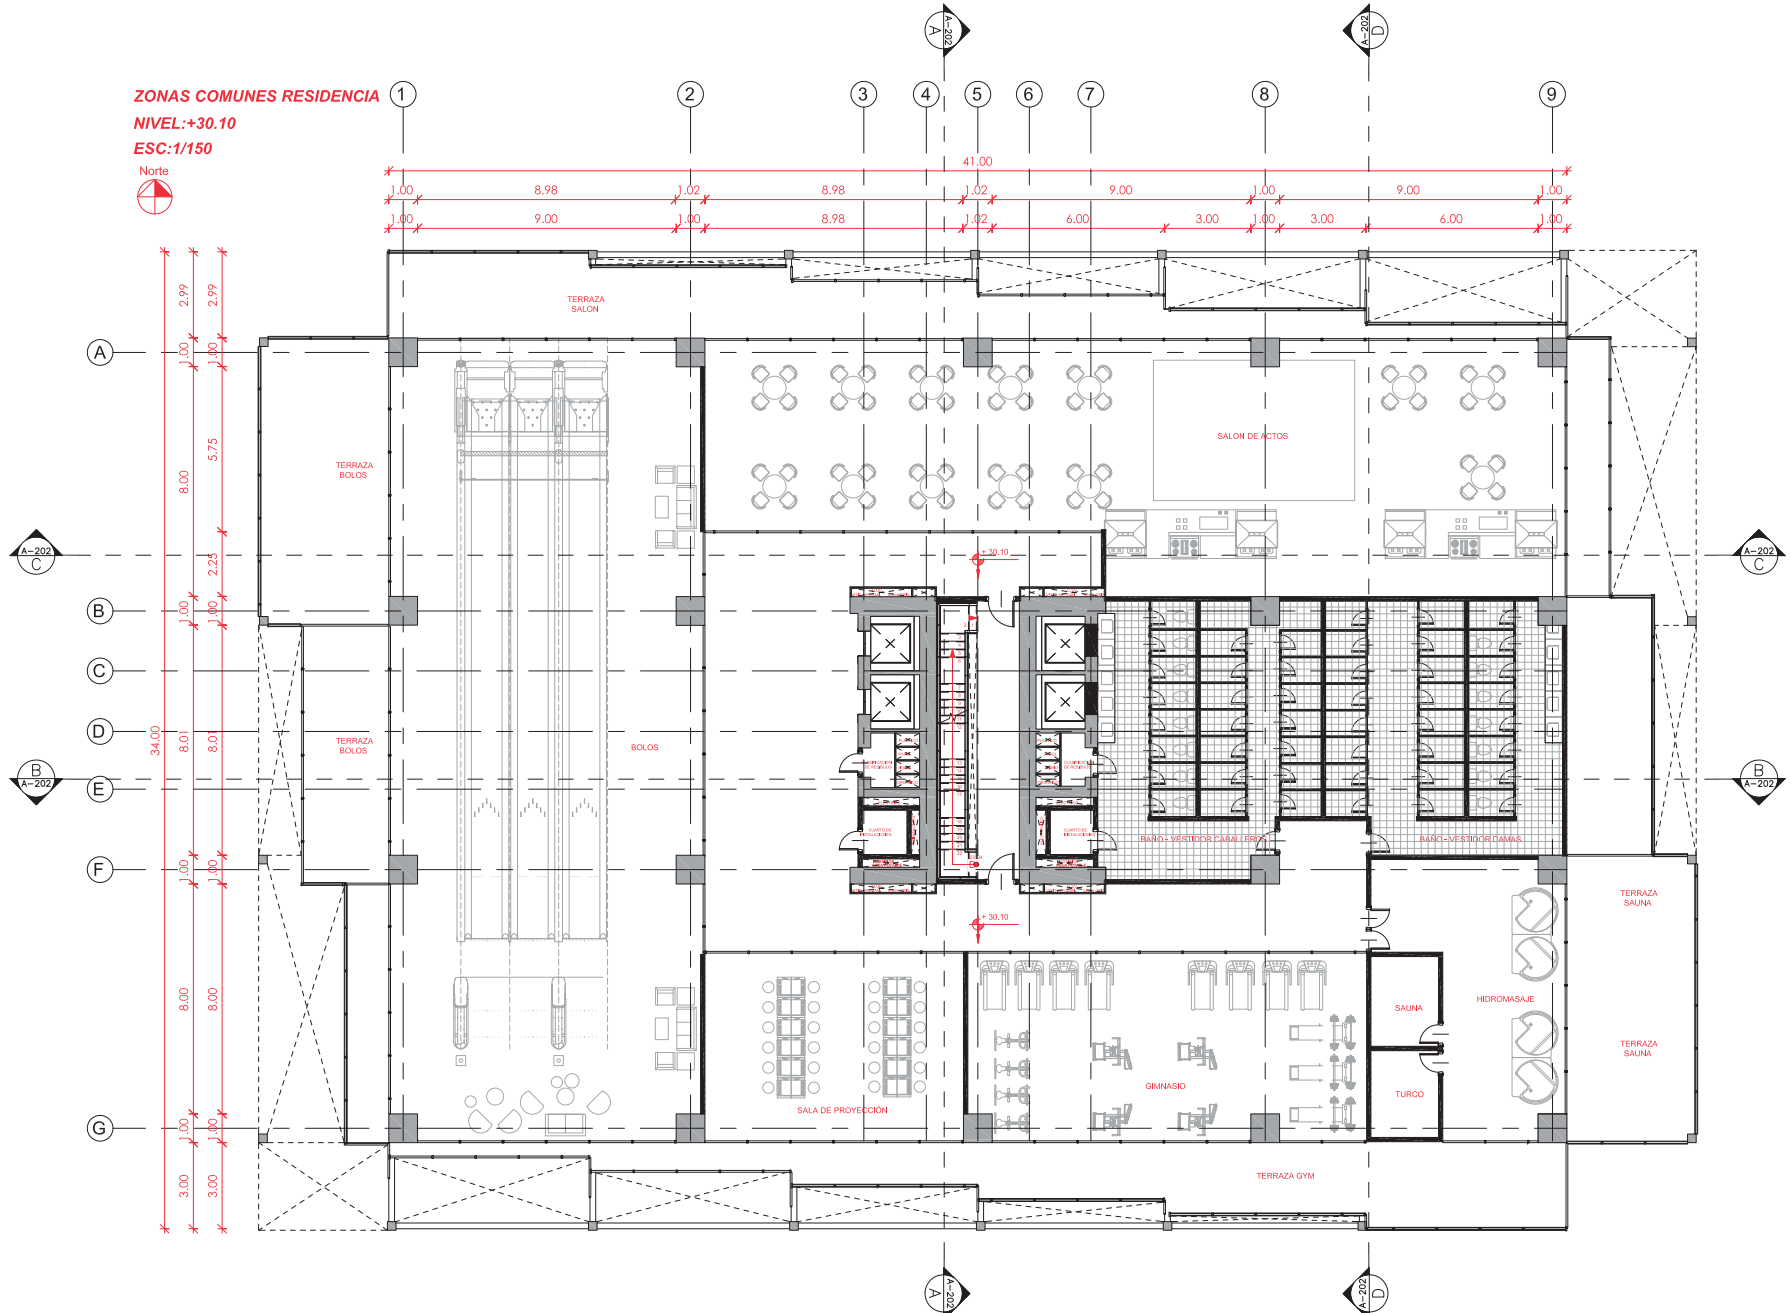 A-202
A
A-202
D
ZONAS COMUNES RESIDENCIA
NIVEL:+30.10
ESC:1/150
Norte
1 2 3 4 5 6 7 8 9
41.00
1.00 8.98 1.02 8.98 1.02 9.00 1.00 9.00 1.00
1.00 9.00 1.00 8.98 1.02 6.00 3.00 1.00 3.00 6.00 1.00
34.00
2.99 1.00 8.00 1.00 8.01 1.00 8.00 1.00 3.00
2.99 1.00 5.75 2.25 1.00 8.01 1.00 8.00 1.00 3.00
A
B
C
D
E
F
G
TERRAZA
SALON
TERRAZA
BOLOS
SALON DE ACTOS
A-202
C
A-202
C
+ 30.10
TERRAZA
BOLOS
BOLOS
B
A-202
B
A-202
CUARTO DE
INSTALACIONES
CUARTO DE
INSTALACIONES
BAÑO - VESTIDOR CABALLEROS
BAÑO - VESTIDOR DAMAS
+ 30.10
TERRAZA
SAUNA
SAUNA
HIDROMASAJE
TERRAZA
SAUNA
GIMNASIO
TURCO
SALA DE PROYECCIÓN
TERRAZA GYM
A-202
A
A-202
D